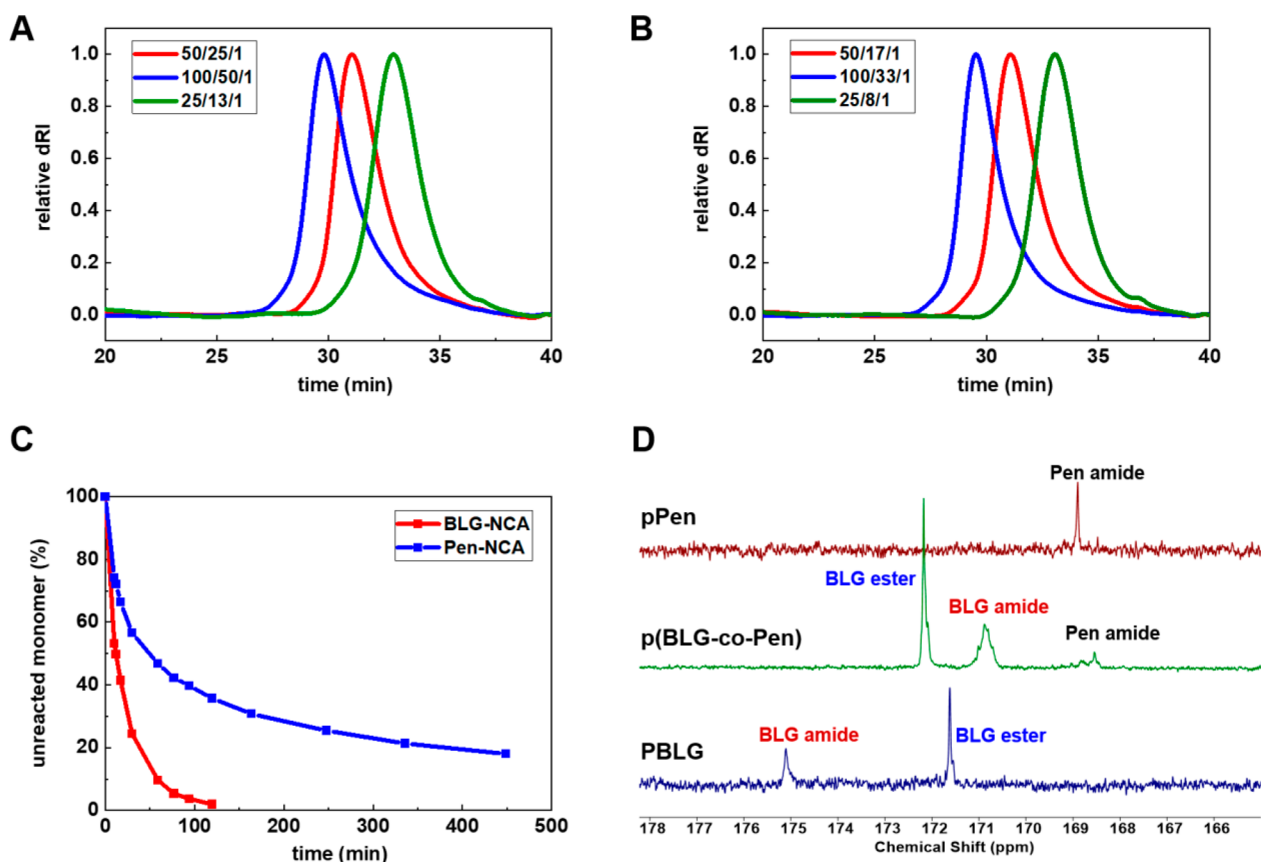 A
50/25/1
100/50/1
25/13/1
relative dRI
1.0
0.8
0.6
0.4
0.2
0.0
20 25 30 35 40
time (min)
B
50/17/1
100/33/1
25/8/1
relative dRI
1.0
0.8
0.6
0.4
0.2
0.0
20 25 30 35 40
time (min)
C
BLG-NCA
Pen-NCA
unreacted monomer (%)
100
80
60
40
20
0
0 100 200 300 400 500
time (min)
D
Pen amide
pPen
BLG ester
BLG amide
p(BLG-co-Pen)
Pen amide
BLG amide
BLG ester
PBLG
178 177 176 175 174 173 172 171 170 169 168 167 166
Chemical Shift (ppm)